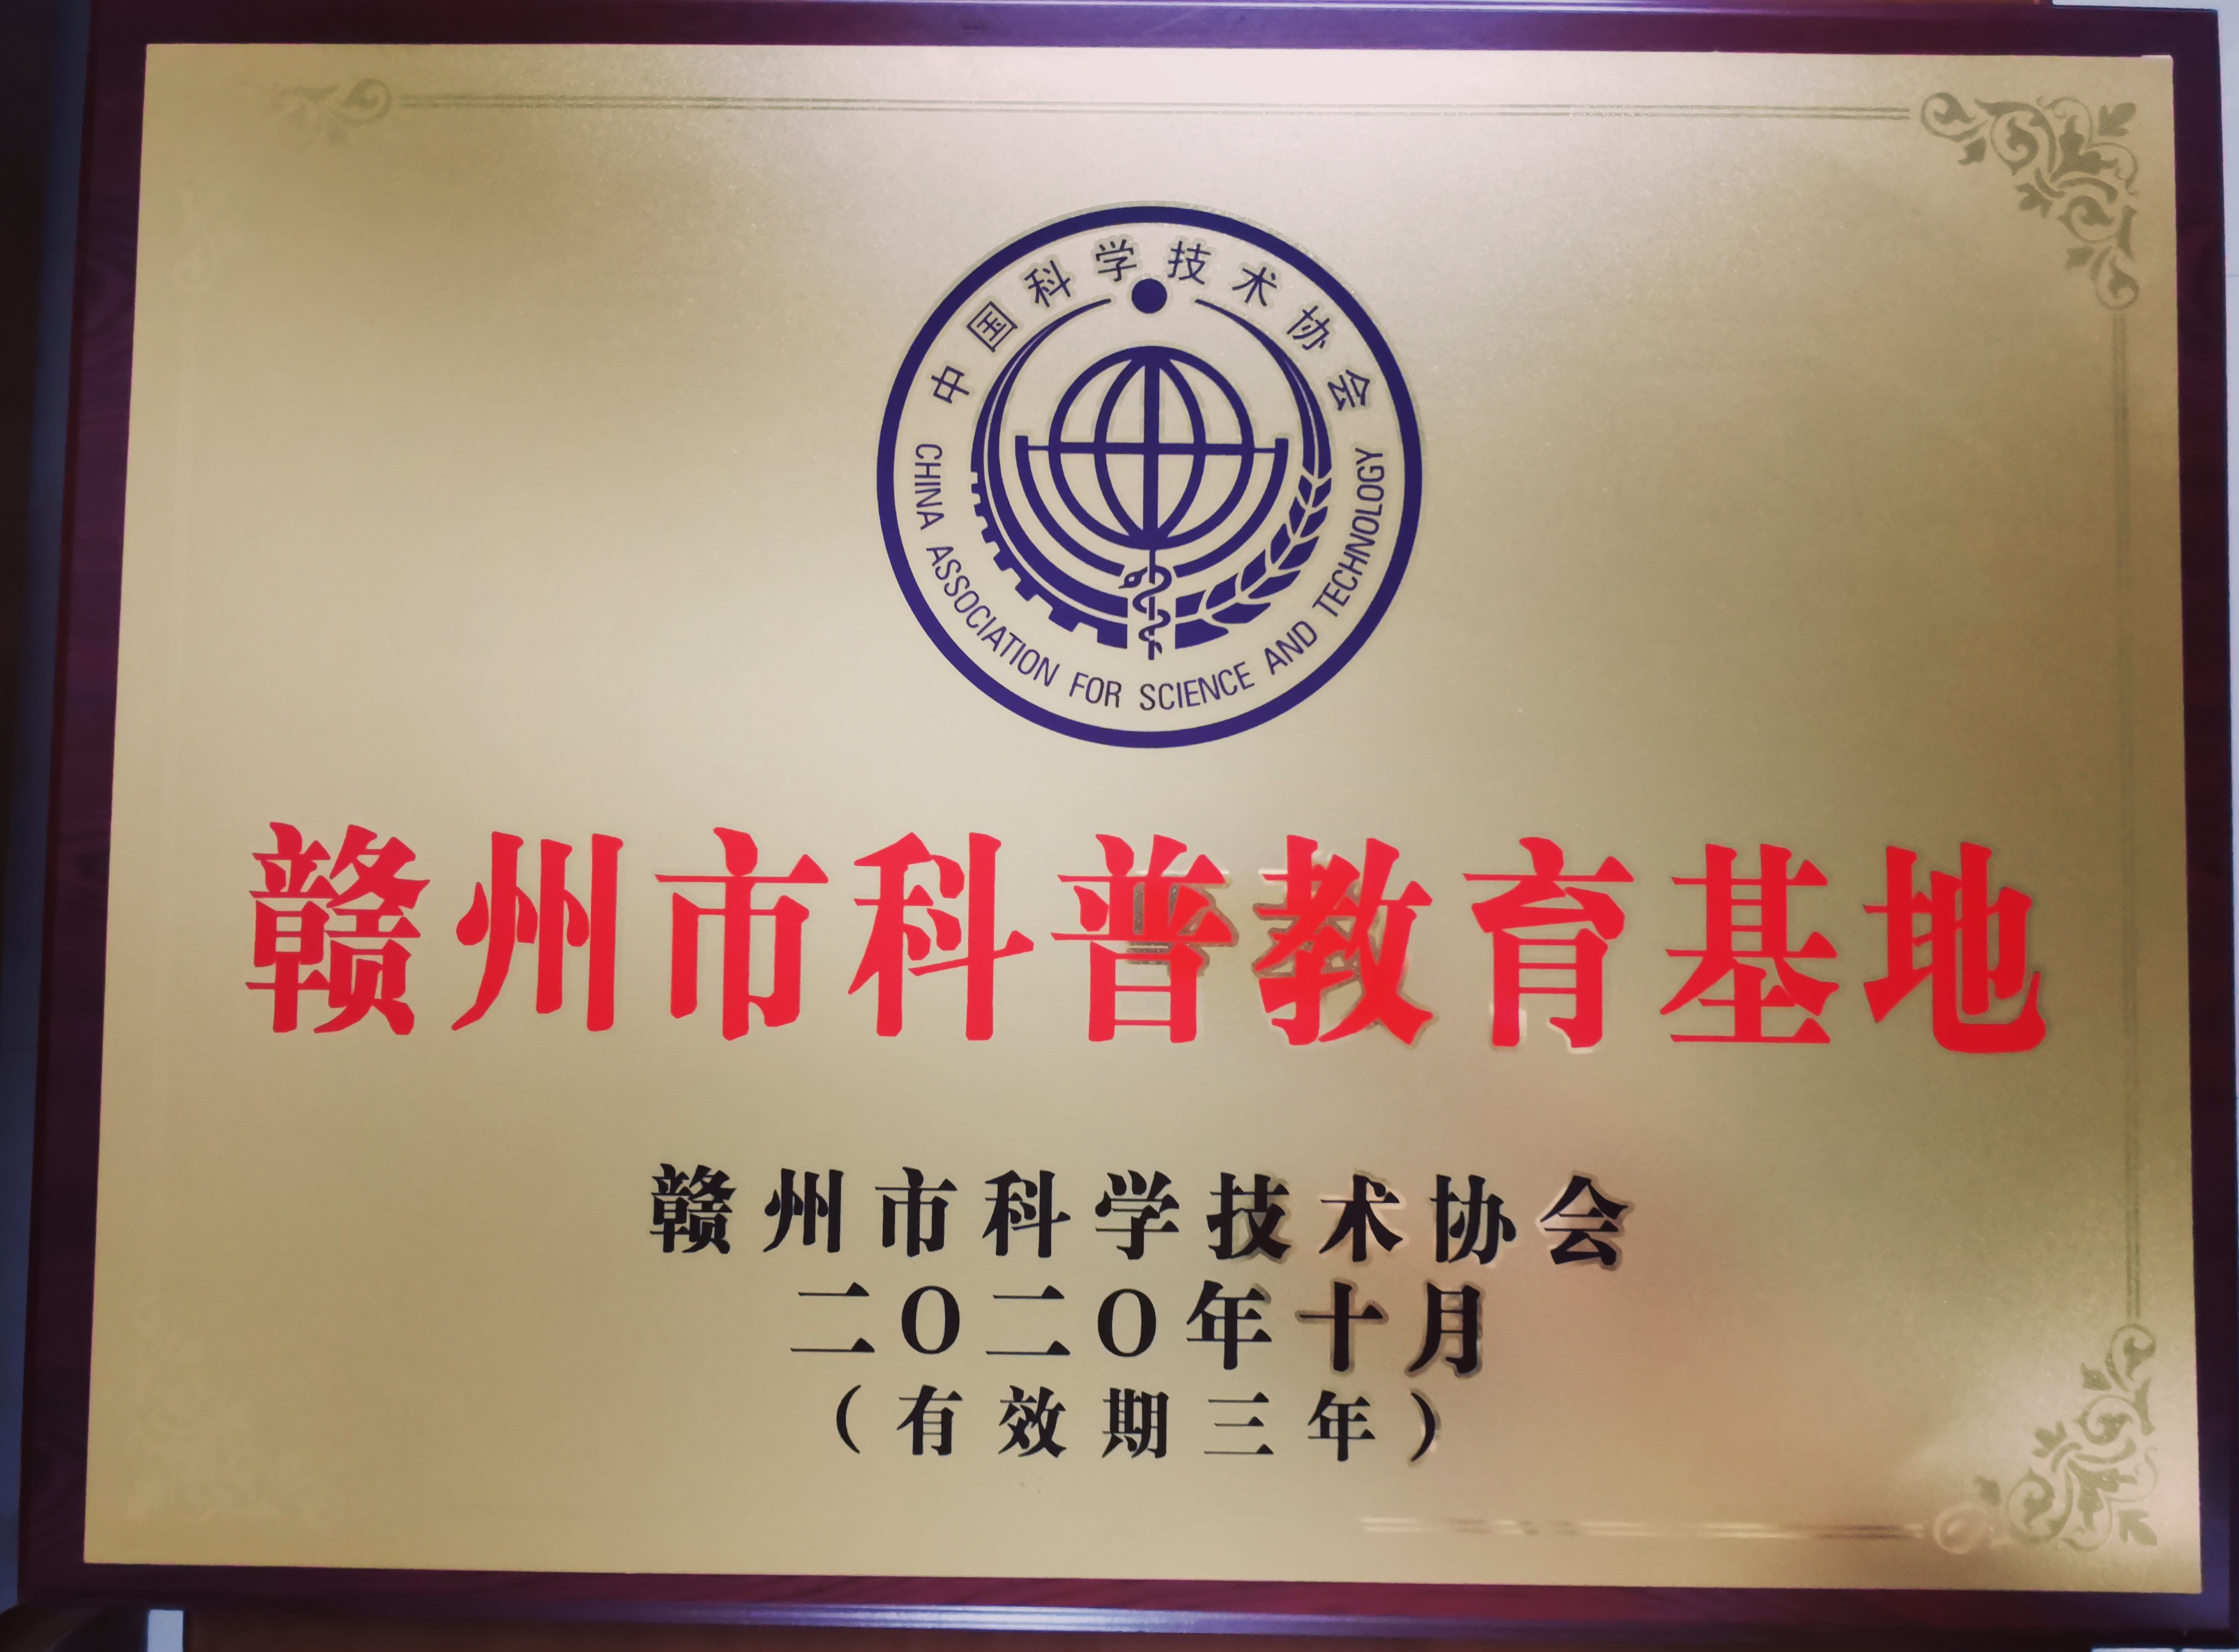 中国科学技术协会
CHINA ASSOCIATION FOR SCIENCE AND TECHNOLOGY
赣州市科普教育基地
赣州市科学技术协会
二〇二〇年十月
（有效期三年）